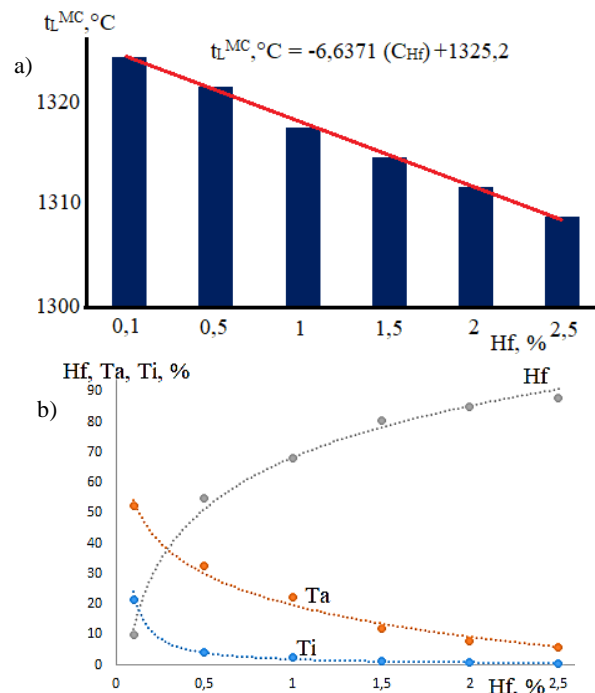 t_L^MC,°C
a)
t_L^MC,°C = -6,6371 (C_Hf) +1325,2
1320
1310
1300
0,1 0,5 1 1,5 2 2,5
Hf, %
Hf, Ta, Ti, %
b)
Hf
90
80
70
60
50
40
30
20
10
0
Ta
Ti
0 0,5 1 1,5 2 2,5
Hf, %